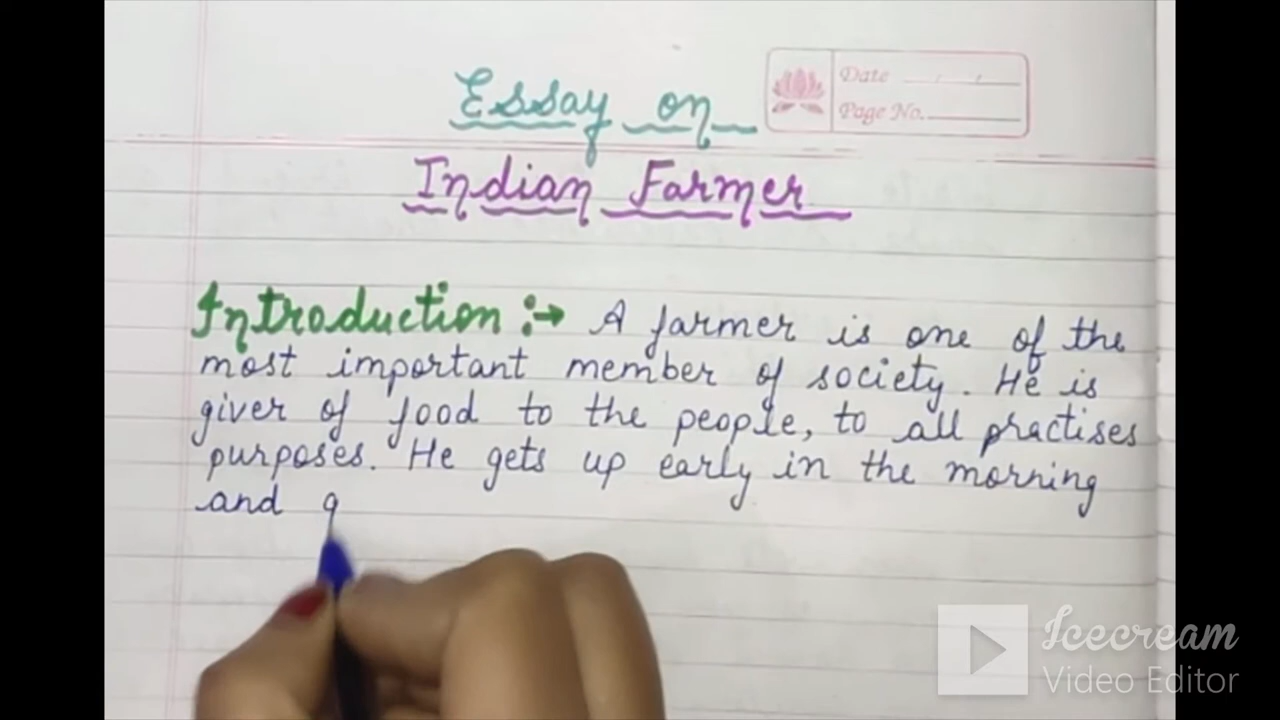 Essay on
Date
Page No.
Indian Farmer
Introduction :→ A farmer is one of the
most important member of society. He is
giver of food to the people, to all practises
purposes. He gets up early in the morning
and g
Icecream
Video Editor